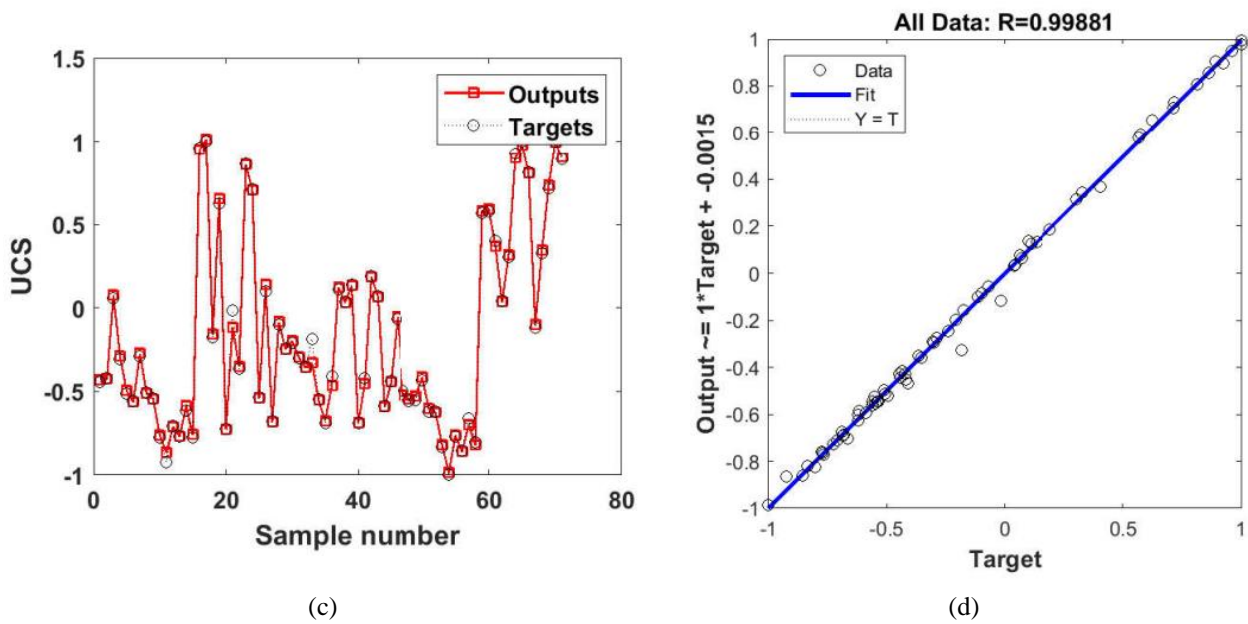 1.5
1
0.5
0
-0.5
-1
UCS
Outputs
Targets
0
20
40
60
80
Sample number
(c)
All Data: R=0.99881
1
0.8
0.6
0.4
0.2
0
-0.2
-0.4
-0.6
-0.8
-1
Output ~= 1*Target + -0.0015
Data
Fit
Y = T
-1
-0.5
0
0.5
1
Target
(d)